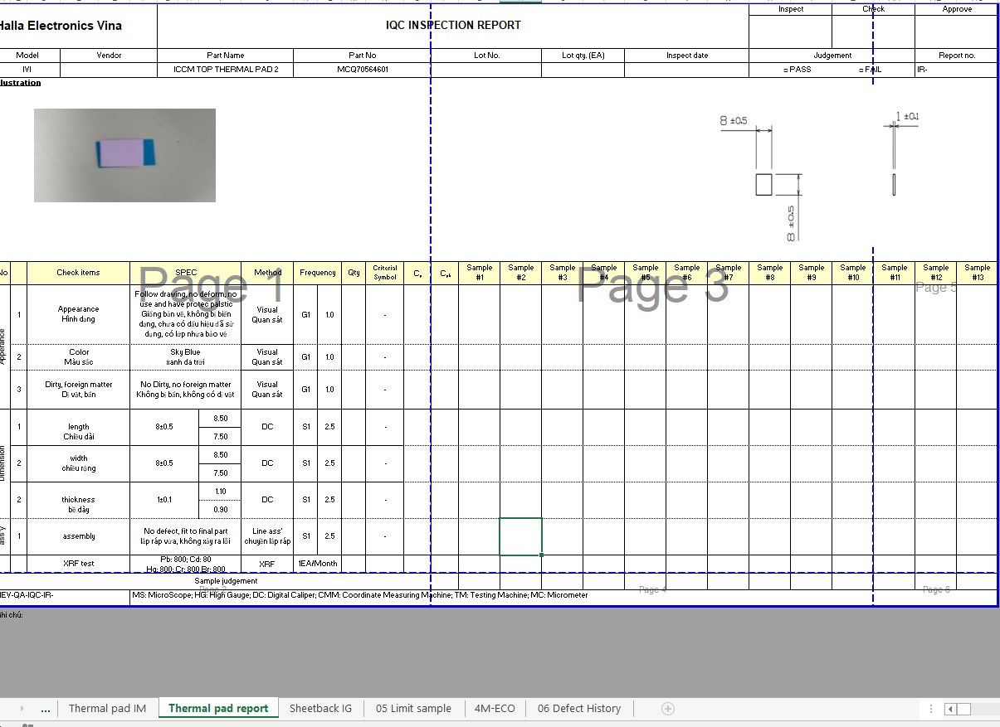 Halla Electronics Vina
IQC INSPECTION REPORT
Inspect Check Approve
Model Vendor Part Name Part No Lot No. Lot qty. (EA) Inspect date Judgement Report no.
IVI ICCM TOP THERMAL PAD 2 MCQ70564601 □ PASS □ FAIL IR-
lustration
8 ±0.5
1 ±0.1
8 ±0.5
No Check items SPEC Method Frequency Qty Criterial Symbol Cp Cpk Sample #1 Sample #2 Sample #3 Sample #4 Sample #5 Sample #6 Sample #7 Sample #8 Sample #9 Sample #10 Sample #11 Sample #12 Sample #13
Page 1
Page 3
Page 5
Apperance
1 Appearance Follow drawing, no deform, no Visual G1 1.0 -
Hình dạng use and have protec palstic Quan sát
Giống bản vẽ, không bị biến
dạng, chưa có dấu hiệu đã sử
dụng, có lớp nhựa bảo vệ
2 Color Sky Blue Visual G1 1.0 -
Màu sắc xanh da trời Quan sát
3 Dirty, foreign matter No Dirty, no foreign matter Visual G1 1.0 -
Dị vật, bẩn Không bị bẩn, không có dị vật Quan sát
Dimension
1 length 8±0.5 8.50 DC S1 2.5 -
Chiều dài 7.50
2 width 8±0.5 8.50 DC S1 2.5 -
chiều rộng 7.50
2 thickness 1±0.1 1.10 DC S1 2.5 -
bề dày 0.90
ass'y
1 assembly No defect, fit to final part Line ass' S1 2.5 -
lắp ráp vừa, không xảy ra lỗi chuyền lắp ráp
XRF test Pb: 800; Cd: 80 XRF 1EA/Month
Hg: 800; Cr: 800 Br: 800
Sample judgement
Page 2
Page 4
Page 6
HEV-QA-IQC-IR- MS: MicroScope; HG: High Gauge; DC: Digital Caliper; CMM: Coordinate Measuring Machine; TM: Testing Machine; MC: Micrometer
Ghi chú:
... Thermal pad IM Thermal pad report Sheetback IG 05 Limit sample 4M-ECO 06 Defect History